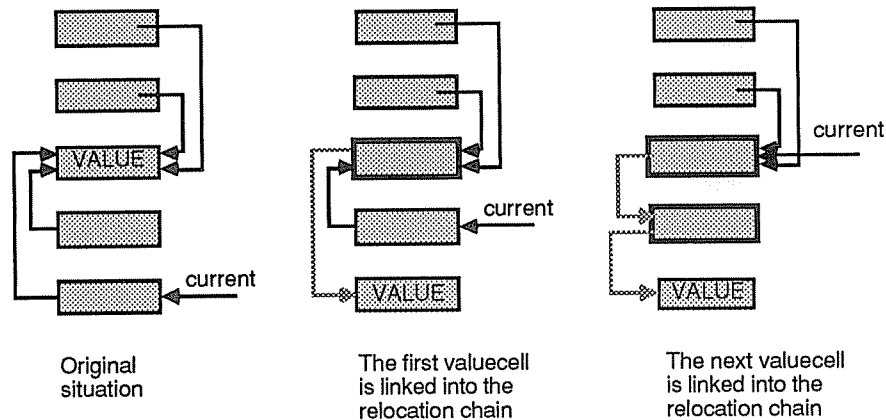 current
VALUE
current
current
VALUE
VALUE
Original
situation
The first valuecell
is linked into the
relocation chain
The next valuecell
is linked into the
relocation chain